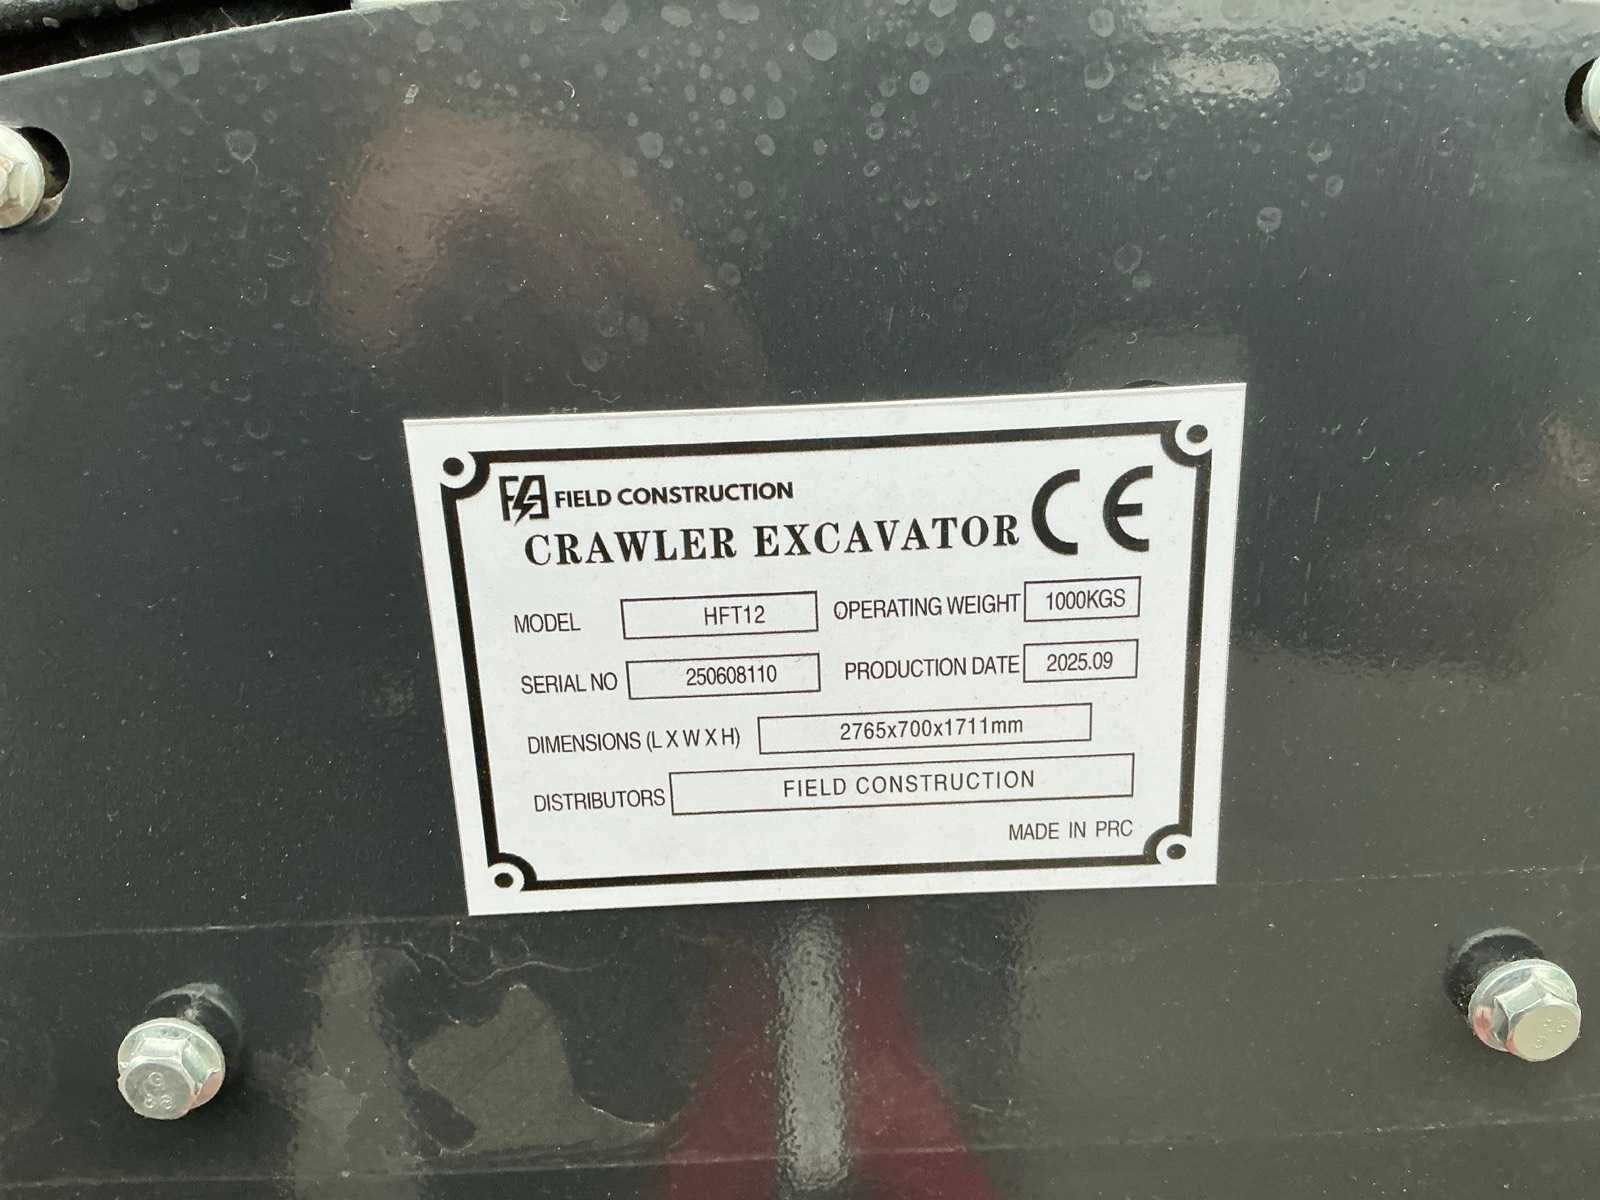 FIELD CONSTRUCTION
CRAWLER EXCAVATOR CE
MODEL HFT12 OPERATING WEIGHT 1000KGS
SERIAL NO 250608110 PRODUCTION DATE 2025.09
DIMENSIONS (L X W X H) 2765x700x1711mm
DISTRIBUTORS FIELD CONSTRUCTION
MADE IN PRC